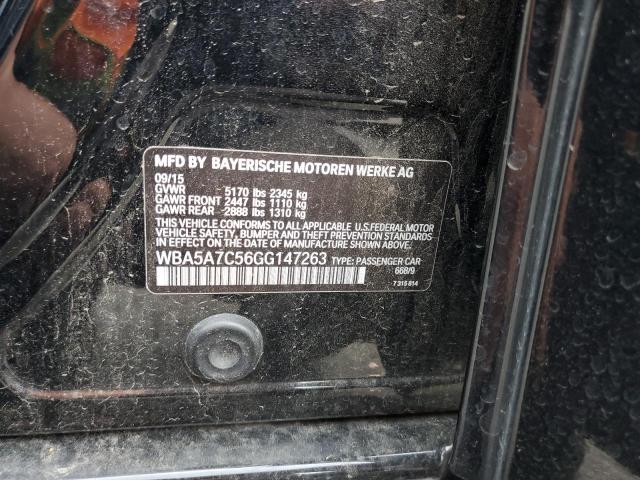 MFD BY BAYERISCHE MOTOREN WERKE AG
09/15
GVWR 5170 lbs 2345 kg
GAWR FRONT 2447 lbs 1110 kg
GAWR REAR 2888 lbs 1310 kg
THIS VEHICLE CONFORMS TO ALL APPLICABLE U.S.FEDERAL MOTOR
VEHICLE SAFETY, BUMPER, AND THEFT PREVENTION STANDARDS
IN EFFECT ON THE DATE OF MANUFACTURE SHOWN ABOVE.
WBA5A7C56GG147263 TYPE: PASSENGER CAR
668/9
7 315 814